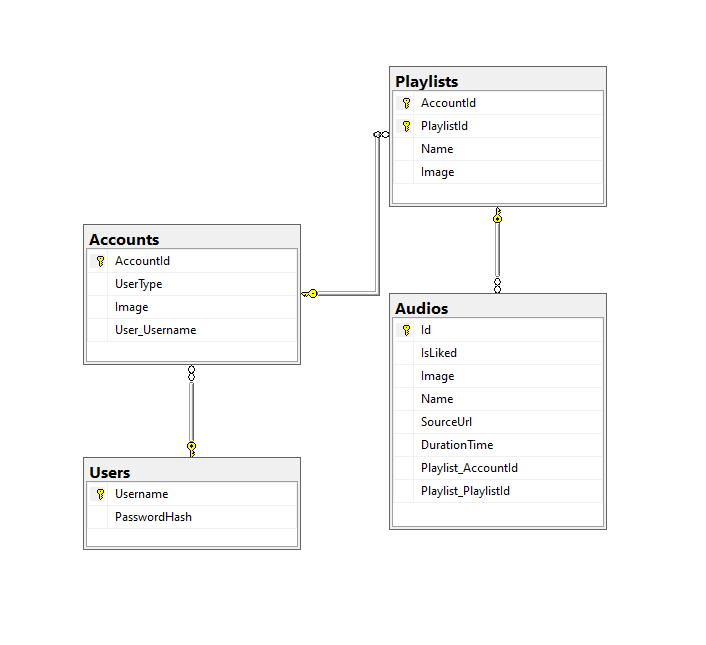 Playlists
AccountId
PlaylistId
Name
Image
Accounts
AccountId
UserType
Image
User_Username
Audios
Id
IsLiked
Image
Name
SourceUrl
DurationTime
Playlist_AccountId
Playlist_PlaylistId
Users
Username
PasswordHash